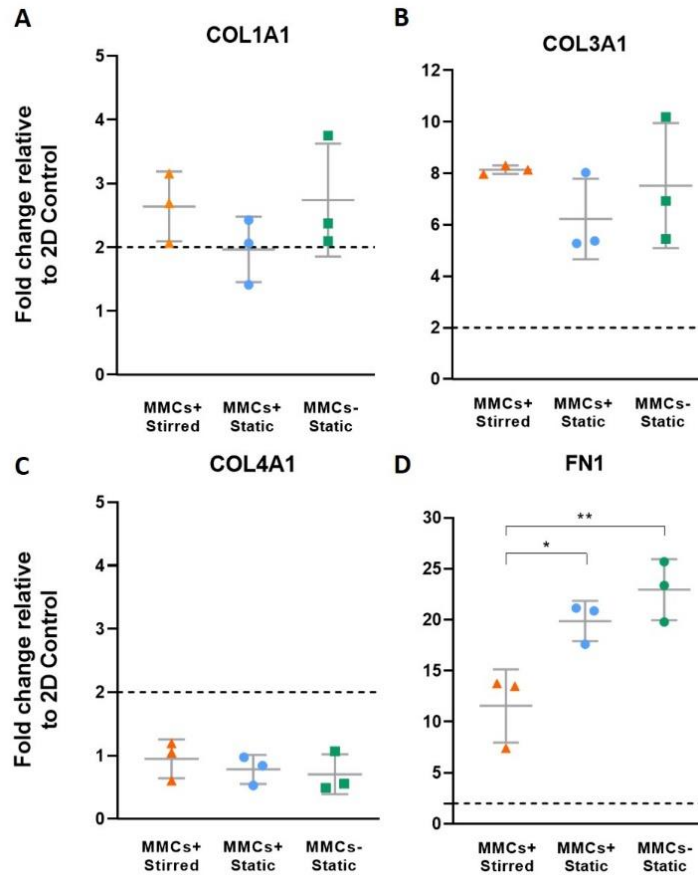 A
COL1A1
Fold change relative
to 2D Control
5
4
3
2
1
0
MMCs+
Stirred
MMCs+
Static
MMCs-
Static
B
COL3A1
12
10
8
6
4
2
0
MMCs+
Stirred
MMCs+
Static
MMCs-
Static
C
COL4A1
Fold change relative
to 2D Control
5
4
3
2
1
0
MMCs+
Stirred
MMCs+
Static
MMCs-
Static
D
FN1
30
25
20
15
10
5
0
**
*
MMCs+
Stirred
MMCs+
Static
MMCs-
Static